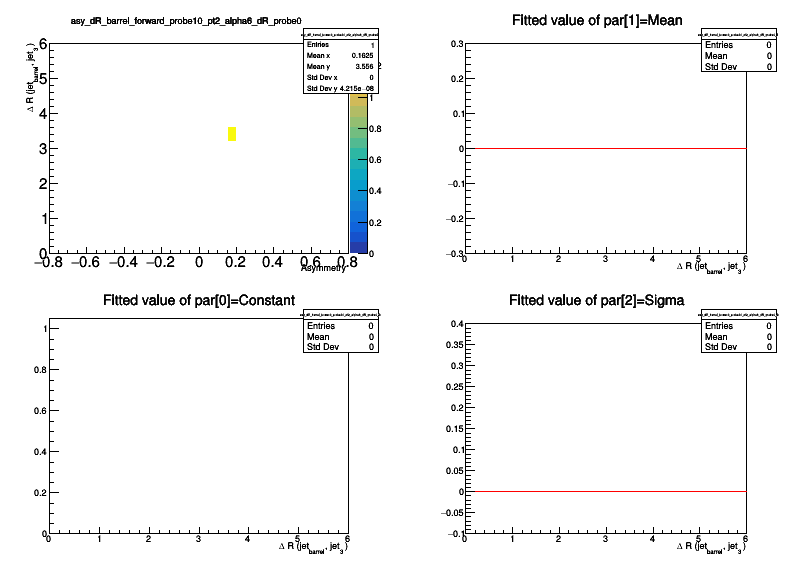 asy_dR_barrel_forward_probe10_pt2_alpha6_dR_probe0
Entries 1
Mean x 0.1625
Mean y 3.556
Std Dev x 0
Std Dev y 4.215e−08
Δ R (jet_barrel, jet_3)
6
5
4
3
2
1
0
−0.8 −0.6 −0.4 −0.2 0 0.2 0.4 0.6 0.8
Asymmetry
2
1
0.8
0.6
0.4
0.2
0
Fitted value of par[1]=Mean
Entries 0
Mean 0
Std Dev 0
0.3
0.2
0.1
0
−0.1
−0.2
−0.3
0 1 2 3 4 5 6
Δ R (jet_barrel, jet_3)
Fitted value of par[0]=Constant
Entries 0
Mean 0
Std Dev 0
1
0.8
0.6
0.4
0.2
0
0 1 2 3 4 5 6
Δ R (jet_barrel, jet_3)
Fitted value of par[2]=Sigma
Entries 0
Mean 0
Std Dev 0
0.4
0.35
0.3
0.25
0.2
0.15
0.1
0.05
0
−0.05
−0.1
0 1 2 3 4 5 6
Δ R (jet_barrel, jet_3)